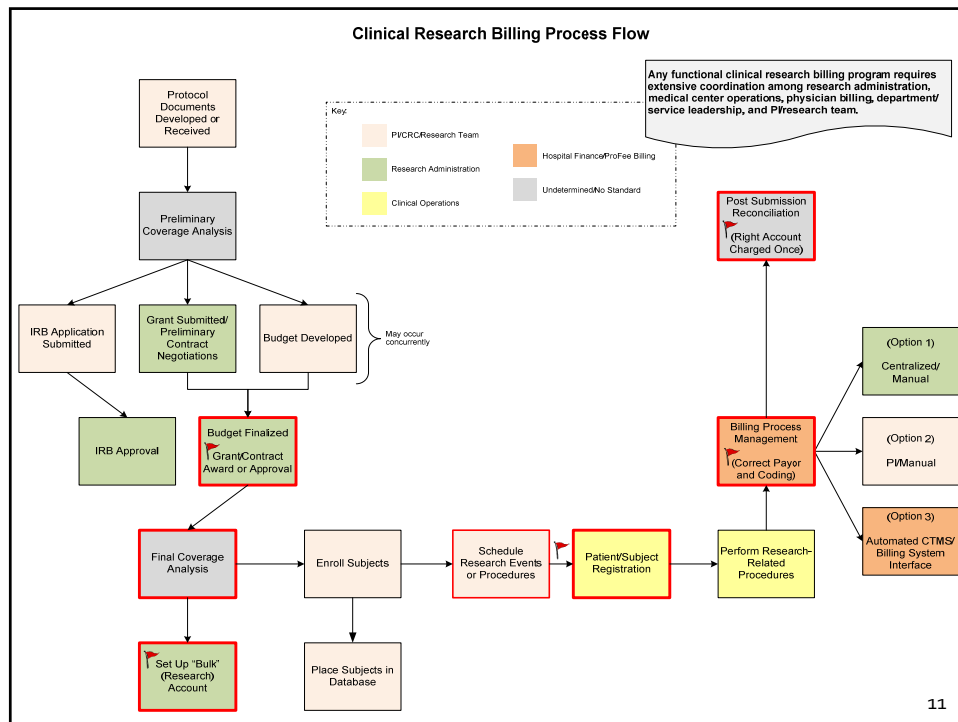 Clinical Research Billing Process Flow
Any functional clinical research billing program requires
extensive coordination among research administration,
medical center operations, physician billing, department/
service leadership, and PI/research team.
Key:
PI/CRC/Research Team
Research Administration
Clinical Operations
Hospital Finance/ProFee Billing
Undetermined/No Standard
Protocol
Documents
Developed or
Received
Preliminary
Coverage Analysis
IRB Application
Submitted
Grant Submitted/
Preliminary
Contract
Negotiations
Budget Developed
May occur
concurrently
IRB Approval
Budget Finalized
Grant/Contract
Award or Approval
Final Coverage
Analysis
Set Up “Bulk”
(Research)
Account
Enroll Subjects
Place Subjects in
Database
Schedule
Research Events
or Procedures
Patient/Subject
Registration
Perform Research-
Related
Procedures
Billing Process
Management
(Correct Payor
and Coding)
Post Submission
Reconciliation
(Right Account
Charged Once)
(Option 1)
Centralized/
Manual
(Option 2)
PI/Manual
(Option 3)
Automated CTMS/
Billing System
Interface
11